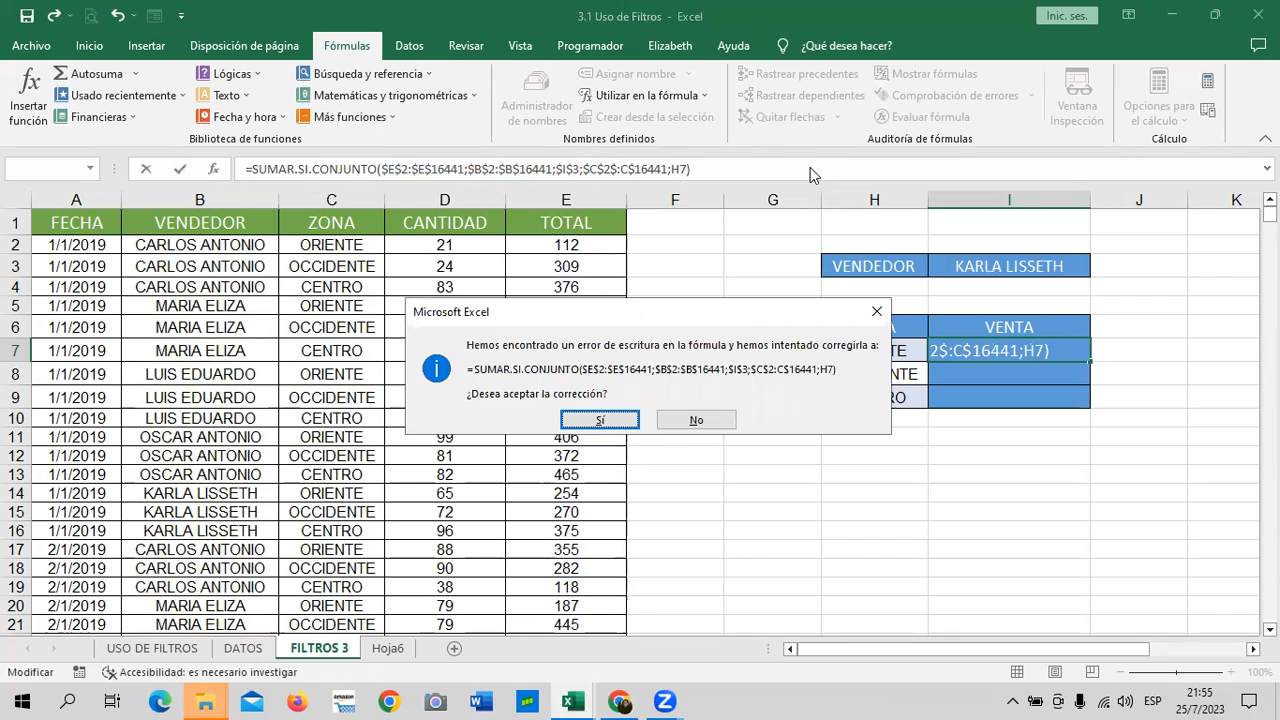 3.1 Uso de Filtros - Excel
Inic. ses.
Archivo Inicio Insertar Disposición de página Fórmulas Datos Revisar Vista Programador Elizabeth Ayuda ¿Qué desea hacer?
Insertar función
Autosuma
Usado recientemente
Financieras
Lógicas
Texto
Fecha y hora
Búsqueda y referencia
Matemáticas y trigonométricas
Más funciones
Biblioteca de funciones
Administrador de nombres
Asignar nombre
Utilizar en la fórmula
Crear desde la selección
Nombres definidos
Rastrear precedentes
Rastrear dependientes
Quitar flechas
Mostrar fórmulas
Comprobación de errores
Evaluar fórmula
Ventana Inspección
Auditoría de fórmulas
Opciones para el cálculo
Cálculo
fx =SUMAR.SI.CONJUNTO($E$2:$E$16441;$B$2:$B$16441;$I$3;$C$2$:C$16441;H7)
A B C D E F G H I J K
1 FECHA VENDEDOR ZONA CANTIDAD TOTAL
2 1/1/2019 CARLOS ANTONIO ORIENTE 21 112
3 1/1/2019 CARLOS ANTONIO OCCIDENTE 24 309 VENDEDOR KARLA LISSETH
4 1/1/2019 CARLOS ANTONIO CENTRO 83 376
5 1/1/2019 MARIA ELIZA ORIENTE
6 1/1/2019 MARIA ELIZA OCCIDENTE A VENTA
7 1/1/2019 MARIA ELIZA CENTRO TE 2$:C$16441;H7)
8 1/1/2019 LUIS EDUARDO ORIENTE ENTE
9 1/1/2019 LUIS EDUARDO OCCIDENTE RO
10 1/1/2019 LUIS EDUARDO CENTRO
11 1/1/2019 OSCAR ANTONIO ORIENTE 99 406
12 1/1/2019 OSCAR ANTONIO OCCIDENTE 81 372
13 1/1/2019 OSCAR ANTONIO CENTRO 82 465
14 1/1/2019 KARLA LISSETH ORIENTE 65 254
15 1/1/2019 KARLA LISSETH OCCIDENTE 72 270
16 1/1/2019 KARLA LISSETH CENTRO 96 375
17 2/1/2019 CARLOS ANTONIO ORIENTE 88 355
18 2/1/2019 CARLOS ANTONIO OCCIDENTE 90 282
19 2/1/2019 CARLOS ANTONIO CENTRO 38 118
20 2/1/2019 MARIA ELIZA ORIENTE 79 187
21 2/1/2019 MARIA ELIZA OCCIDENTE 79 445
Microsoft Excel
Hemos encontrado un error de escritura en la fórmula y hemos intentado corregirla a:
=SUMAR.SI.CONJUNTO($E$2:$E$16441;$B$2:$B$16441;$I$3;$C$2:C$16441;H7)
¿Desea aceptar la corrección?
Sí No
USO DE FILTROS DATOS FILTROS 3 Hoja6
Modificar Accesibilidad: es necesario investigar 100%
amazon
ESP
21:55
25/7/2023